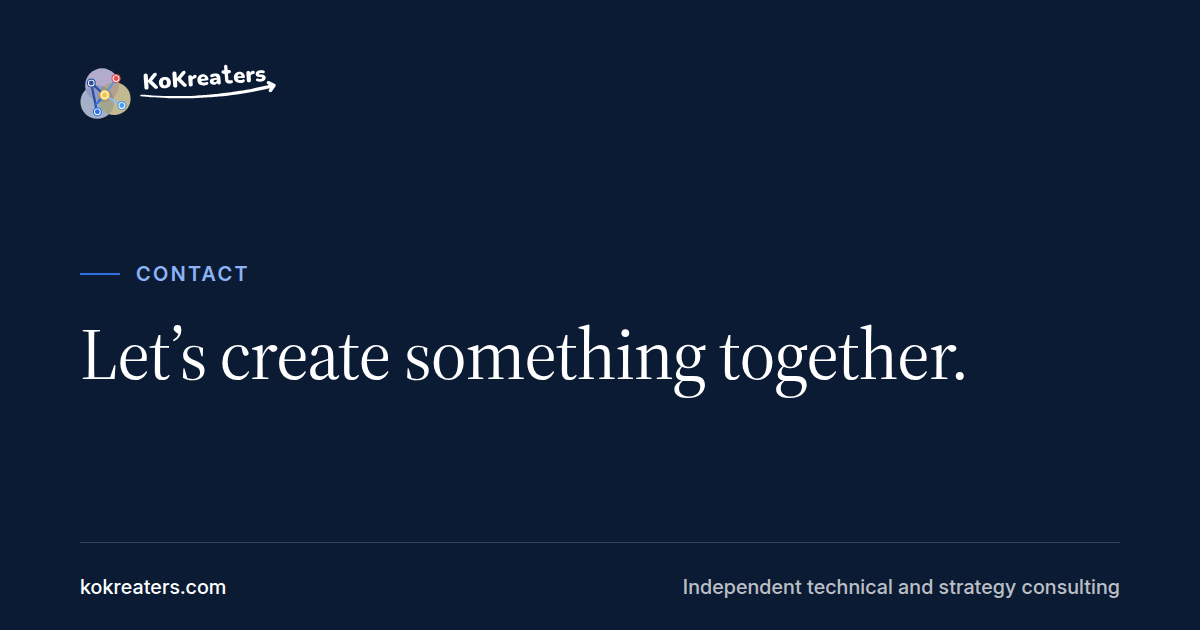 KoKreaters
CONTACT
Let’s create something together.
kokreaters.com
Independent technical and strategy consulting